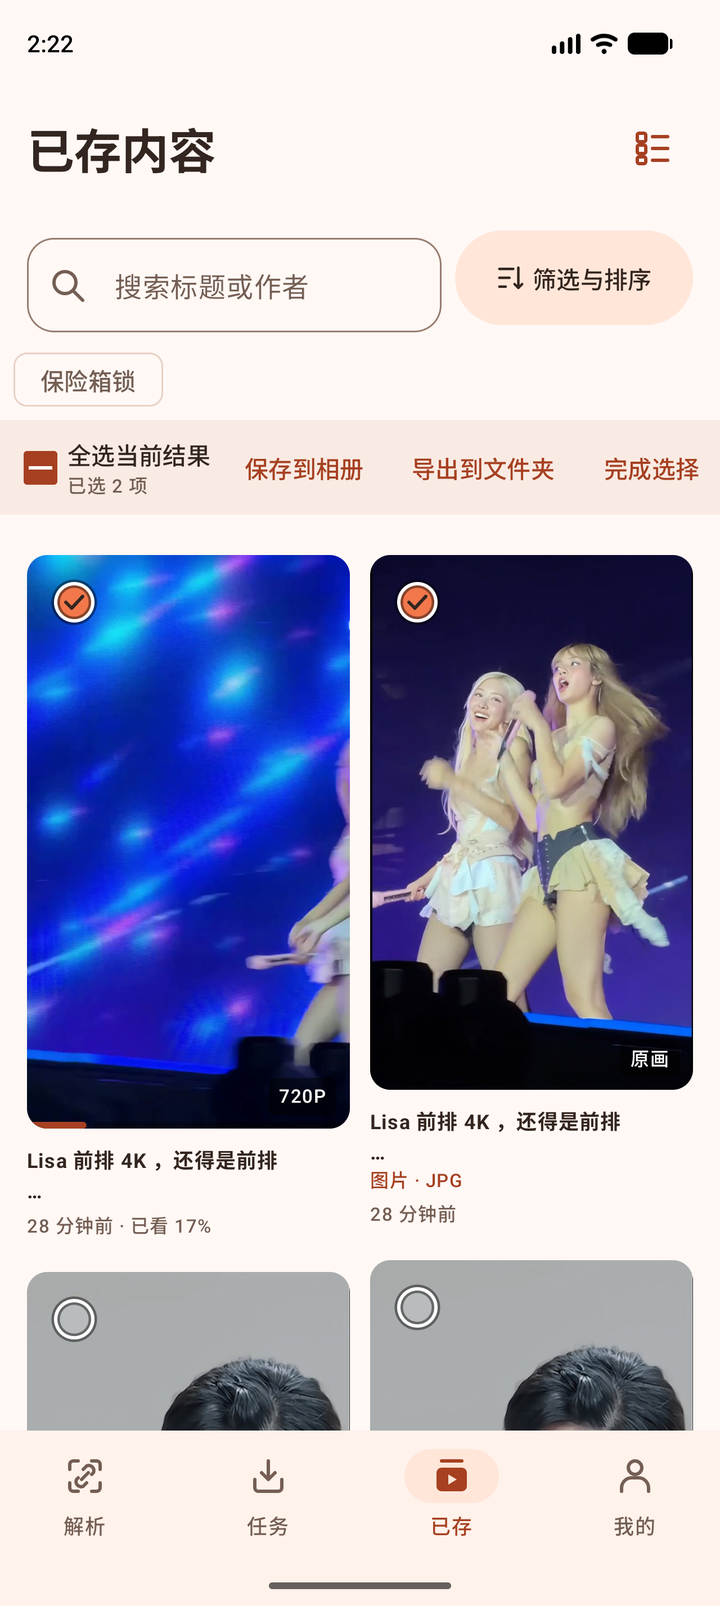 2:22
已存内容
搜索标题或作者
筛选与排序
保险箱锁
全选当前结果
已选 2 项
保存到相册
导出到文件夹
完成选择
720P
Lisa 前排 4K ，还得是前排
...
28 分钟前 · 已看 17%
原画
Lisa 前排 4K ，还得是前排
...
图片 · JPG
28 分钟前
解析
任务
已存
我的